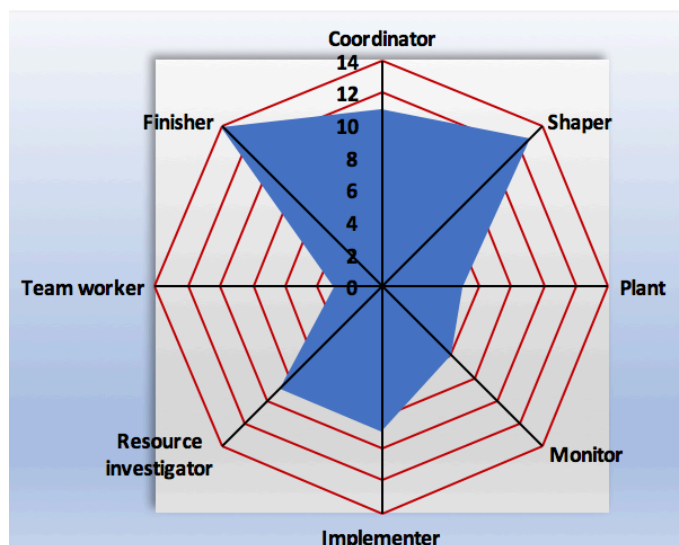 Coordinator
14
12
Finisher
10
Shaper
8
6
4
2
Team worker
0
Plant
Resource
investigator
Monitor
Implementer